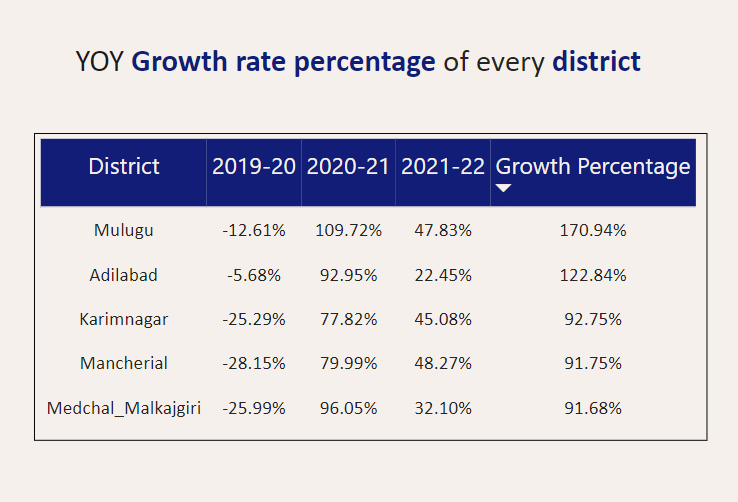 YOY Growth rate percentage of every district
District 2019-20 2020-21 2021-22 Growth Percentage
Mulugu -12.61% 109.72% 47.83% 170.94%
Adilabad -5.68% 92.95% 22.45% 122.84%
Karimnagar -25.29% 77.82% 45.08% 92.75%
Mancherial -28.15% 79.99% 48.27% 91.75%
Medchal_Malkajgiri -25.99% 96.05% 32.10% 91.68%